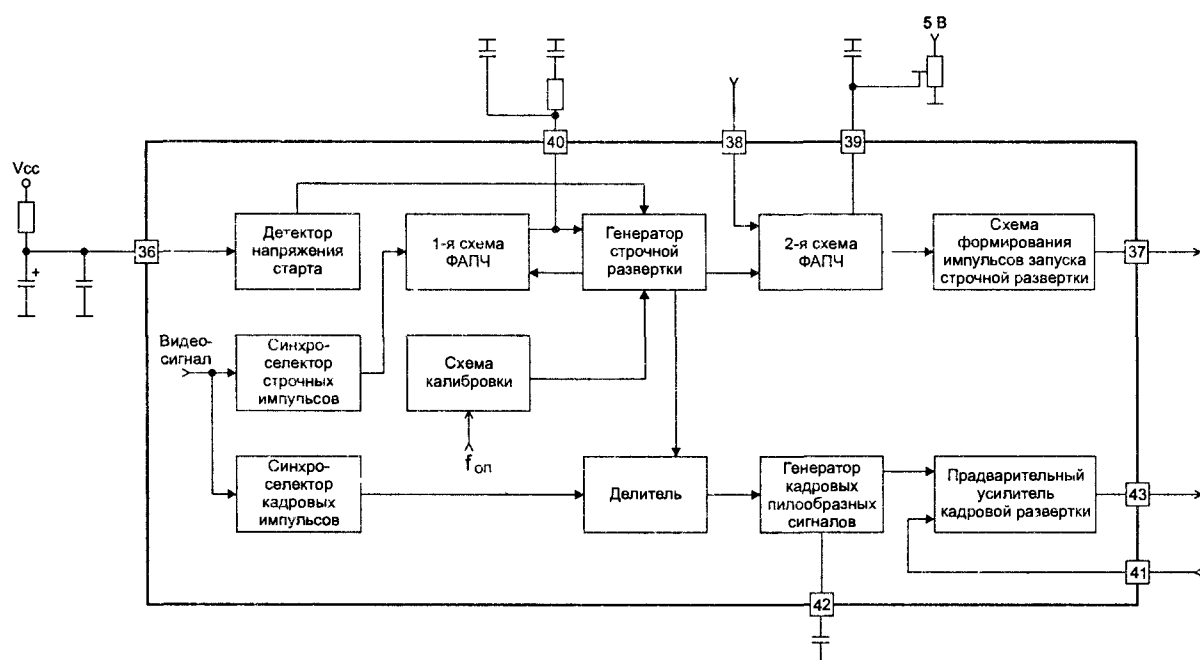 5 В
40
38
39
Vcc
36
Детектор
напряжения
старта
1-я схема
ФАПЧ
Генератор
строчной
развертки
2-я схема
ФАПЧ
Схема
формирования
импульсов запуска
строчной развертки
37
+
Видео-
сигнал
Синхро-
селектор
строчных
импульсов
Схема
калибровки
fоп
Синхро-
селектор
кадровых
импульсов
Делитель
Генератор
кадровых
пилообразных
сигналов
Прадварительный
усилитель
кадровой развертки
43
41
42